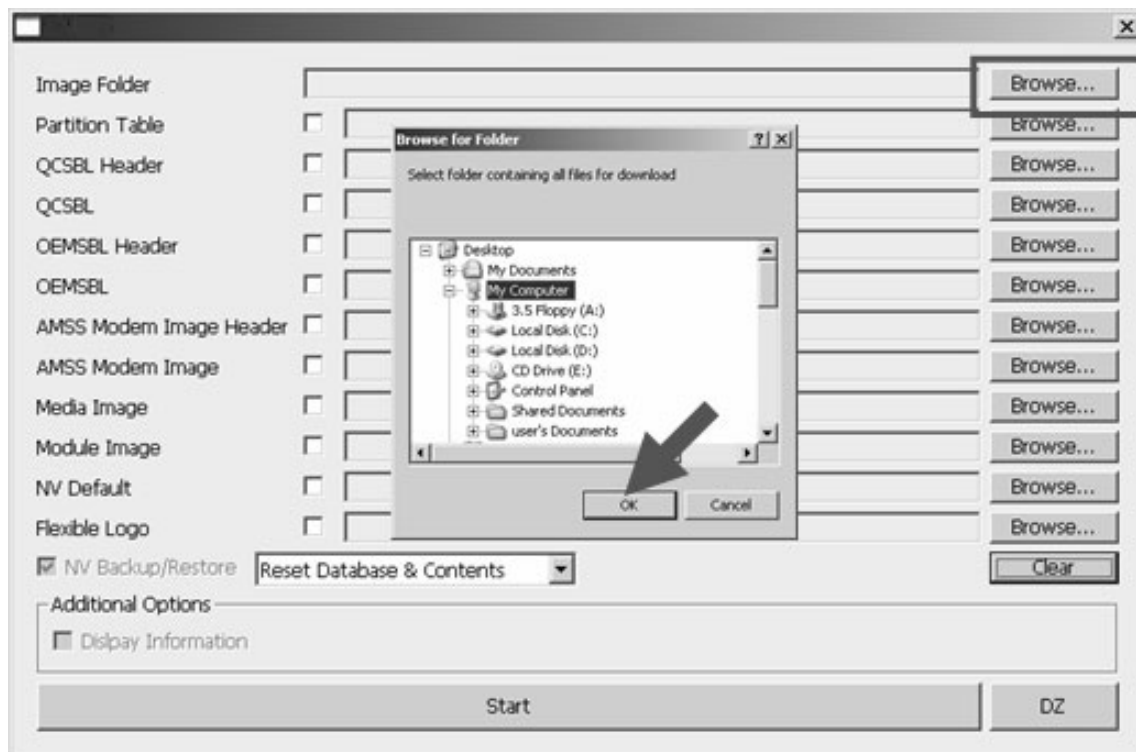 Image Folder Browse...
Partition Table Browse...
Browse for Folder
QCSBL Header Browse...
Select folder containing all files for download
QCSBL Browse...
OEMSBL Header Browse...
Desktop
My Documents
OEMSBL Browse...
My Computer
3.5 Floppy (A:)
AMSS Modem Image Header Browse...
Local Disk (C:)
Local Disk (D:)
AMSS Modem Image Browse...
CD Drive (E:)
Control Panel
Media Image Browse...
Shared Documents
user's Documents
Module Image Browse...
NV Default Browse...
OK Cancel
Flexible Logo Browse...
NV Backup/Restore Reset Database & Contents Clear
Additional Options
Dislpay Information
Start DZ